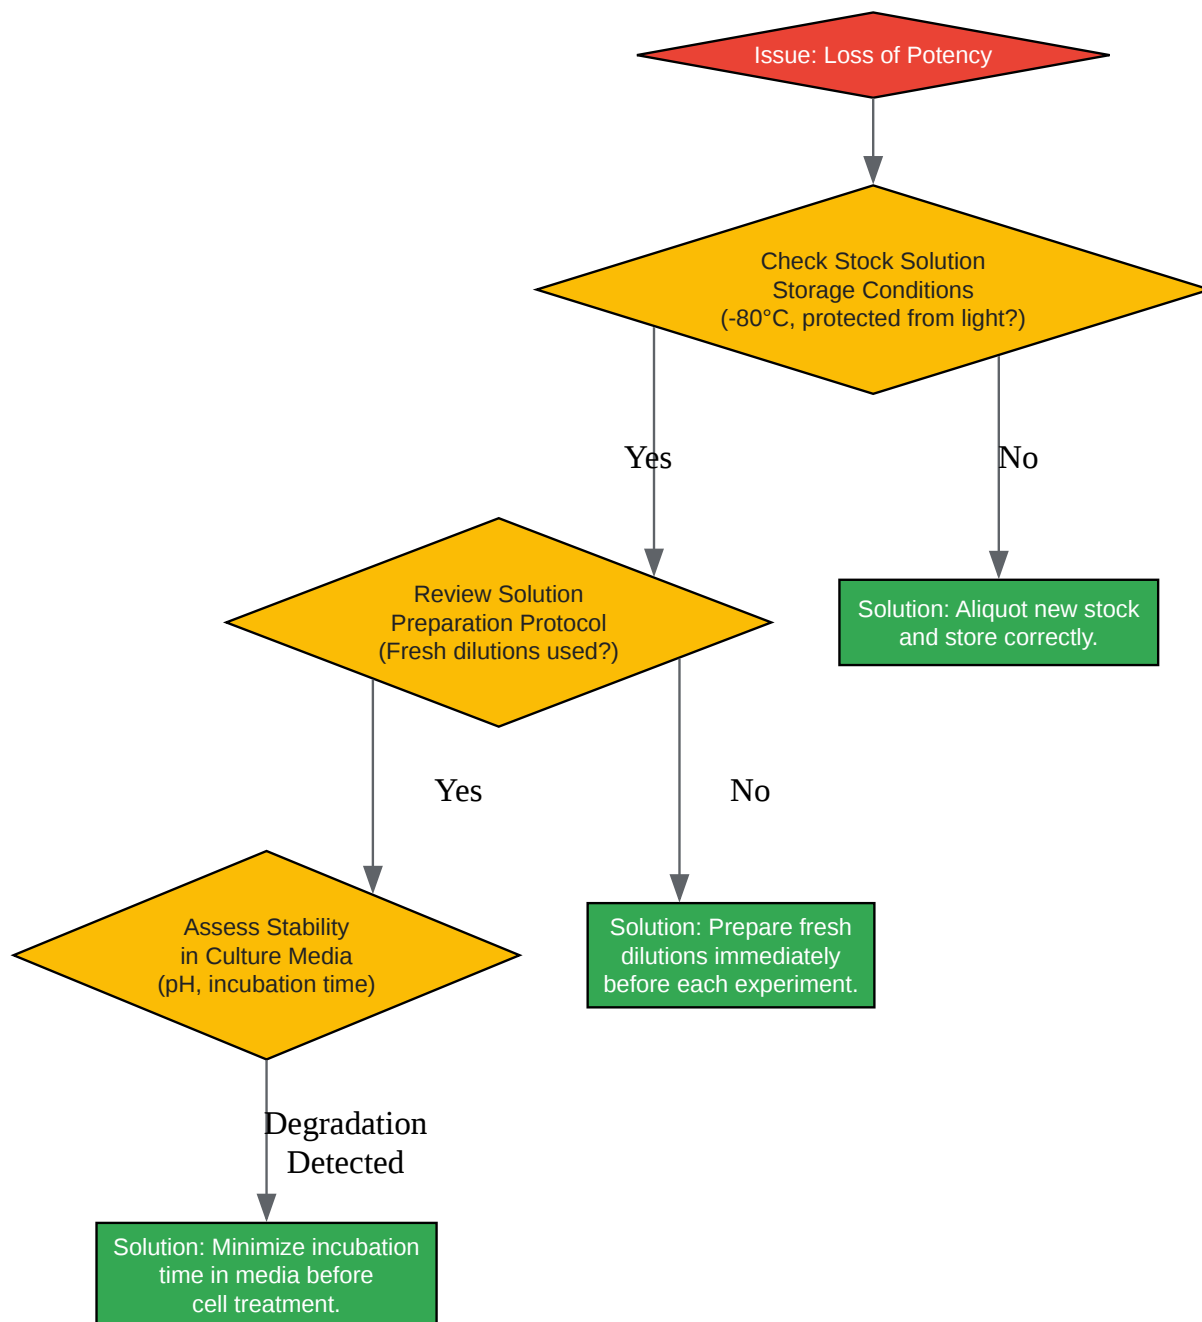 Issue: Loss of Potency
Check Stock Solution
Storage Conditions
(-80°C, protected from light?)
Yes
No
Review Solution
Preparation Protocol
(Fresh dilutions used?)
Solution: Aliquot new stock
and store correctly.
Yes
No
Assess Stability
in Culture Media
(pH, incubation time)
Solution: Prepare fresh
dilutions immediately
before each experiment.
Degradation
Detected
Solution: Minimize incubation
time in media before
cell treatment.